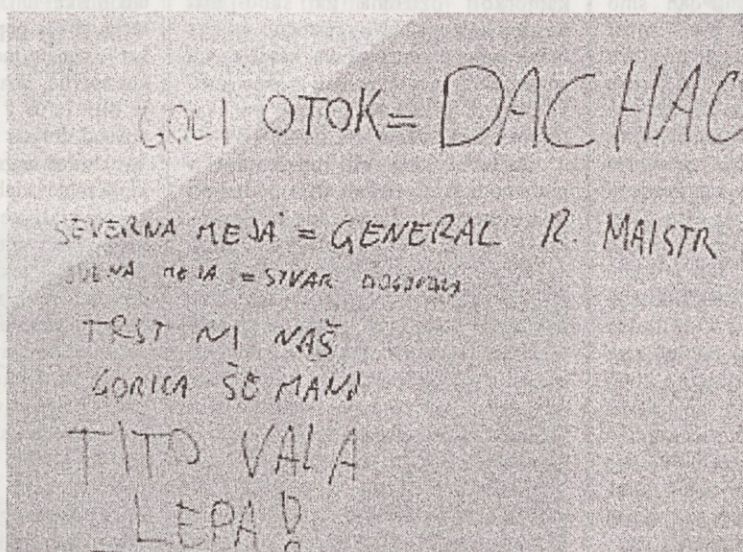 GOLI OTOK = DACHAC
SEVERNA MEJA = GENERAL R. MAISTR
JUŽNA MEJA = STVAR DOGOVORA
TRST NI NAŠ
GORICA ŠE MANJ
TITO VALA
LEPA!